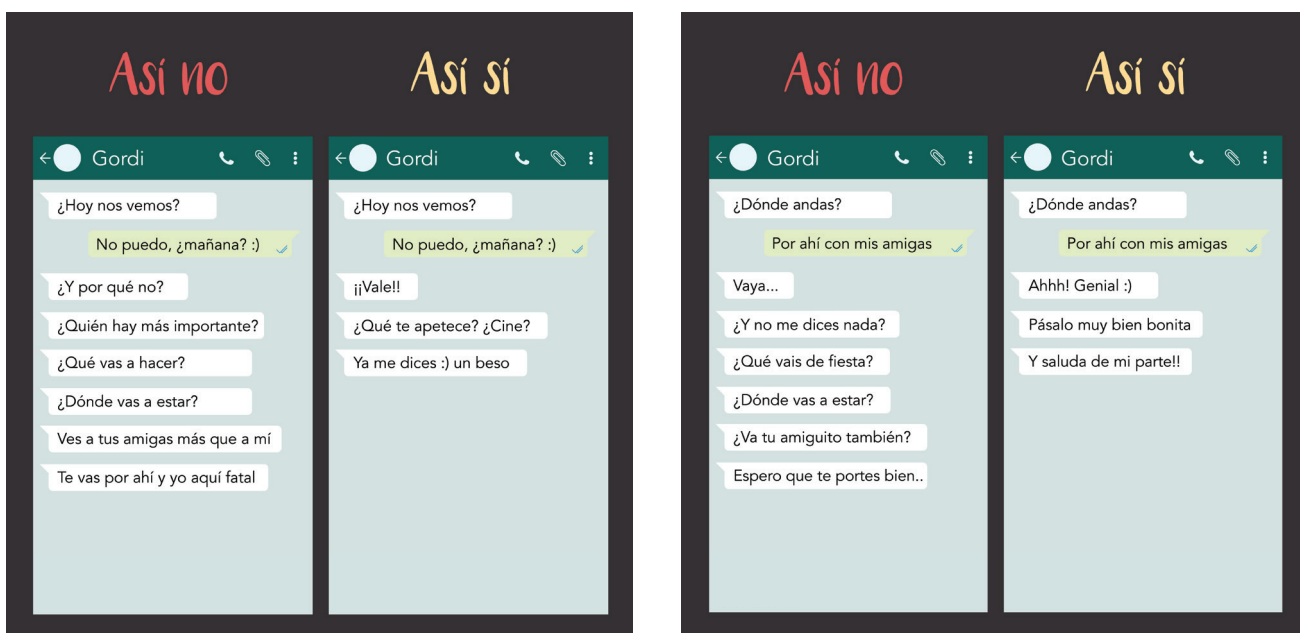 Así no
Así sí
Gordi
¿Hoy nos vemos?
No puedo, ¿mañana? :)
¿Y por qué no?
¿Quién hay más importante?
¿Qué vas a hacer?
¿Dónde vas a estar?
Ves a tus amigas más que a mí
Te vas por ahí y yo aquí fatal
Gordi
¿Hoy nos vemos?
No puedo, ¿mañana? :)
¡¡Vale!!
¿Qué te apetece? ¿Cine?
Ya me dices :) un beso
Así no
Así sí
Gordi
¿Dónde andas?
Por ahí con mis amigas
Vaya...
¿Y no me dices nada?
¿Qué vais de fiesta?
¿Dónde vas a estar?
¿Va tu amiguito también?
Espero que te portes bien..
Gordi
¿Dónde andas?
Por ahí con mis amigas
Ahhh! Genial :)
Pásalo muy bien bonita
Y saluda de mi parte!!